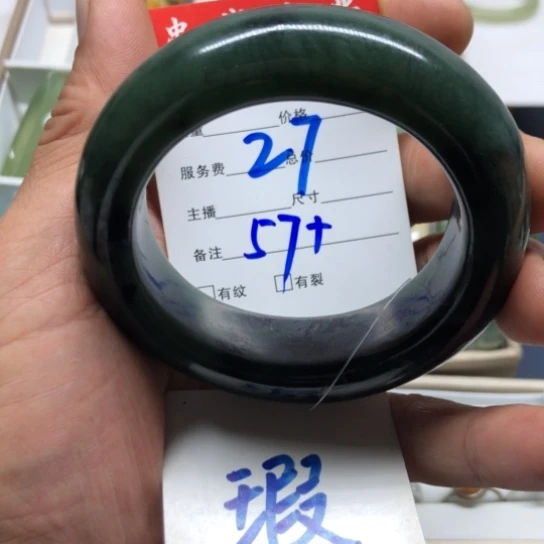 量 价格
27
服务费 总价
主播 尺寸
备注 57+
□有纹 □有裂
瑕